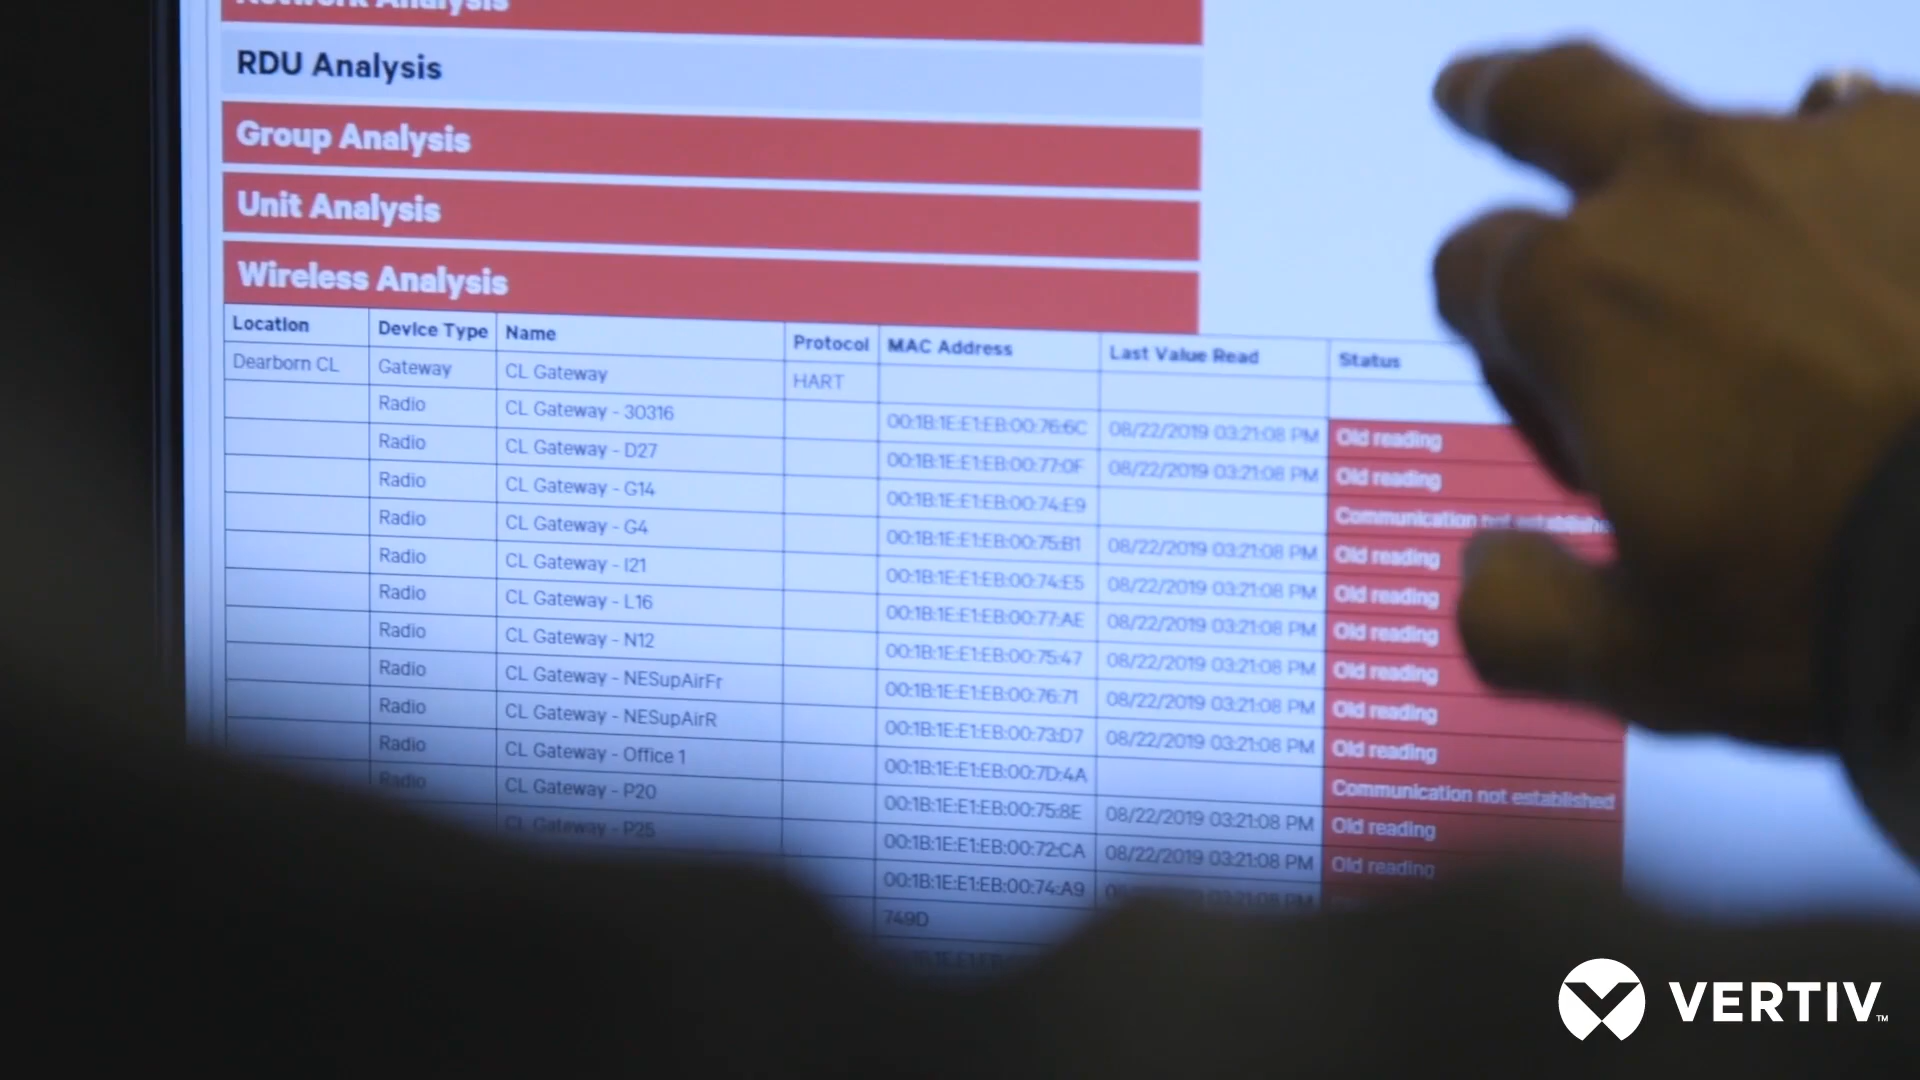 Network Analysis
RDU Analysis
Group Analysis
Unit Analysis
Wireless Analysis
Location Device Type Name Protocol MAC Address Last Value Read Status
Dearborn CL Gateway CL Gateway HART
Radio CL Gateway - 30316 00:1B:1E:E1:EB:00:76:6C 08/22/2019 03:21:08 PM Old reading
Radio CL Gateway - D27 00:1B:1E:E1:EB:00:77:0F 08/22/2019 03:21:08 PM Old reading
Radio CL Gateway - G14 00:1B:1E:E1:EB:00:74:E9 Communication not establishe
Radio CL Gateway - G4 00:1B:1E:E1:EB:00:75:B1 08/22/2019 03:21:08 PM Old reading
Radio CL Gateway - I21 00:1B:1E:E1:EB:00:74:E5 08/22/2019 03:21:08 PM Old reading
Radio CL Gateway - L16 00:1B:1E:E1:EB:00:77:AE 08/22/2019 03:21:08 PM Old reading
Radio CL Gateway - N12 00:1B:1E:E1:EB:00:75:47 08/22/2019 03:21:08 PM Old reading
Radio CL Gateway - NESupAirFr 00:1B:1E:E1:EB:00:76:71 08/22/2019 03:21:08 PM Old reading
Radio CL Gateway - NESupAirR 00:1B:1E:E1:EB:00:73:D7 08/22/2019 03:21:08 PM Old reading
Radio CL Gateway - Office 1 00:1B:1E:E1:EB:00:7D:4A Communication not established
Radio CL Gateway - P20 00:1B:1E:E1:EB:00:75:8E 08/22/2019 03:21:08 PM Old reading
CL Gateway - P25 00:1B:1E:E1:EB:00:72:CA 08/22/2019 03:21:08 PM Old reading
00:1B:1E:E1:EB:00:74:A9
749D
VERTIV™